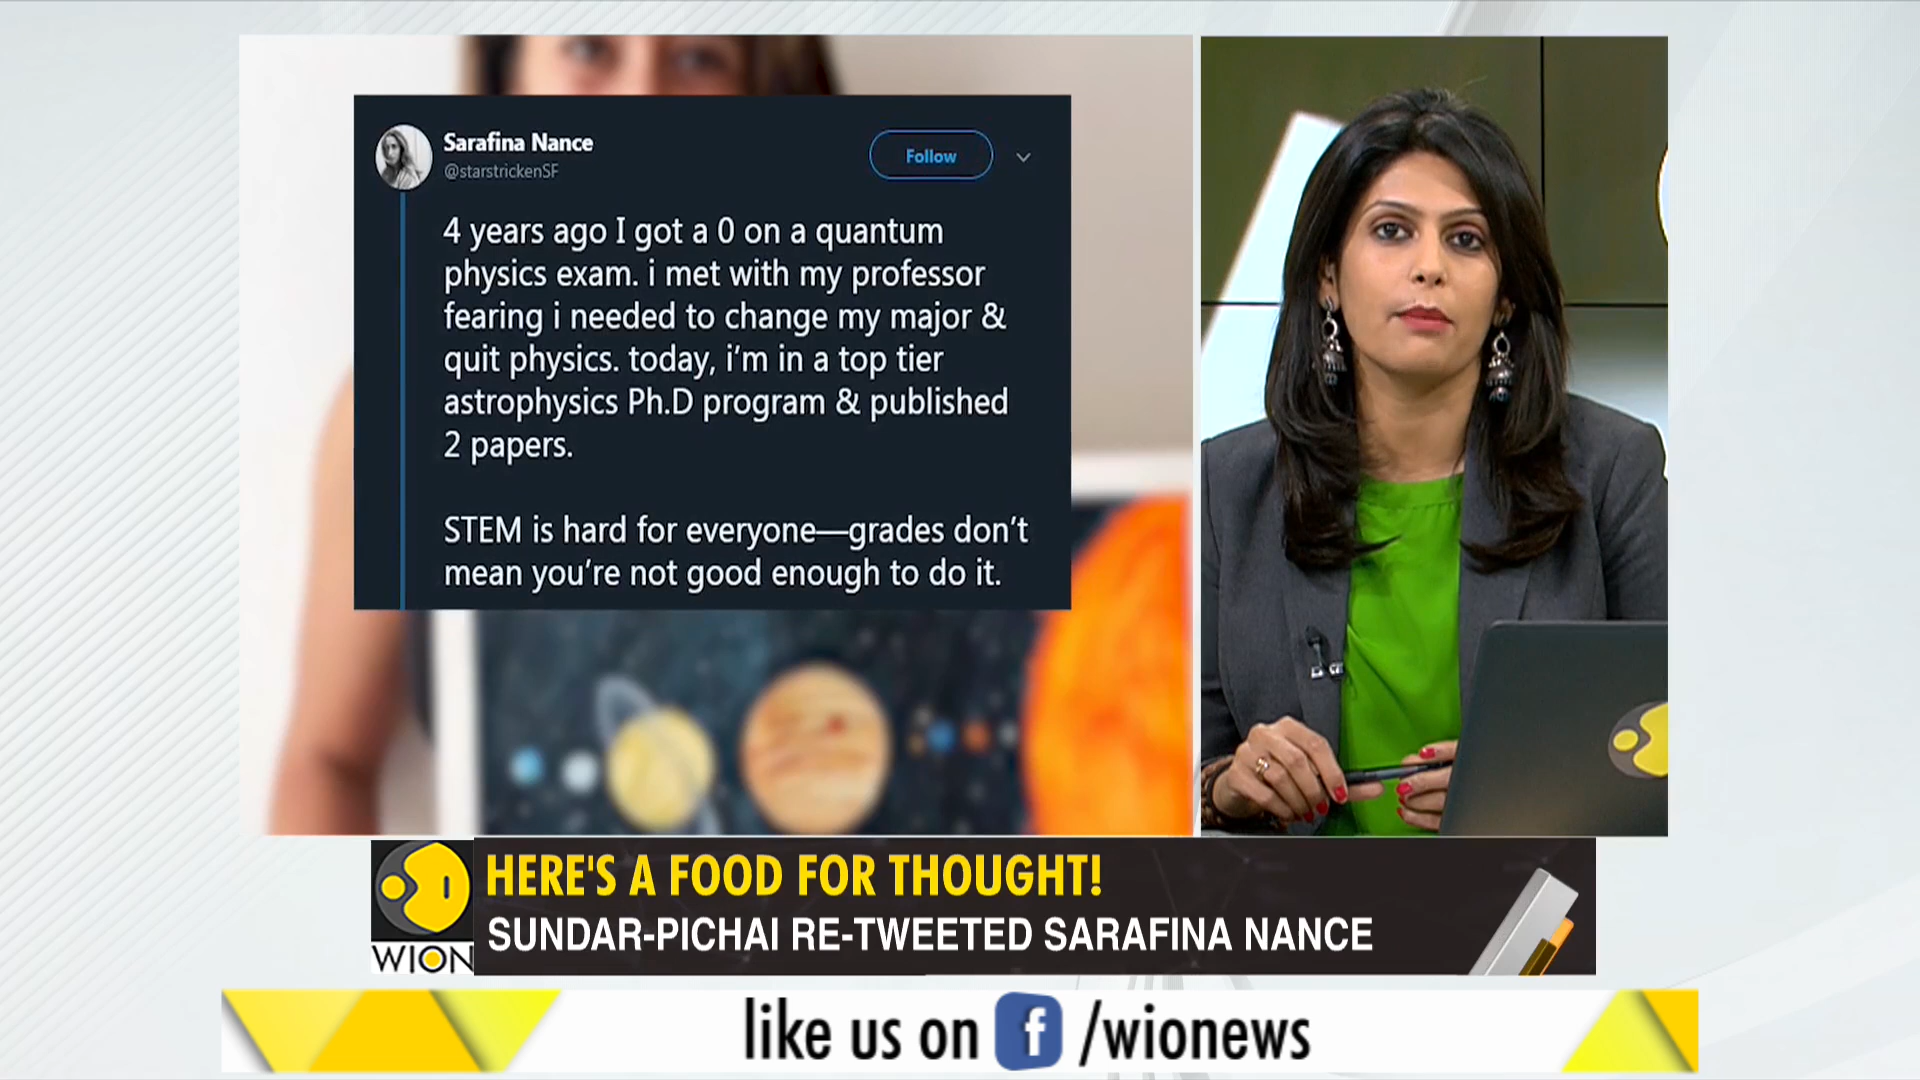 Sarafina Nance
@starstrickenSF
Follow
4 years ago I got a 0 on a quantum
physics exam. i met with my professor
fearing i needed to change my major &
quit physics. today, i'm in a top tier
astrophysics Ph.D program & published
2 papers.
STEM is hard for everyone—grades don't
mean you're not good enough to do it.
HERE'S A FOOD FOR THOUGHT!
SUNDAR-PICHAI RE-TWEETED SARAFINA NANCE
WION
like us on f /wionews